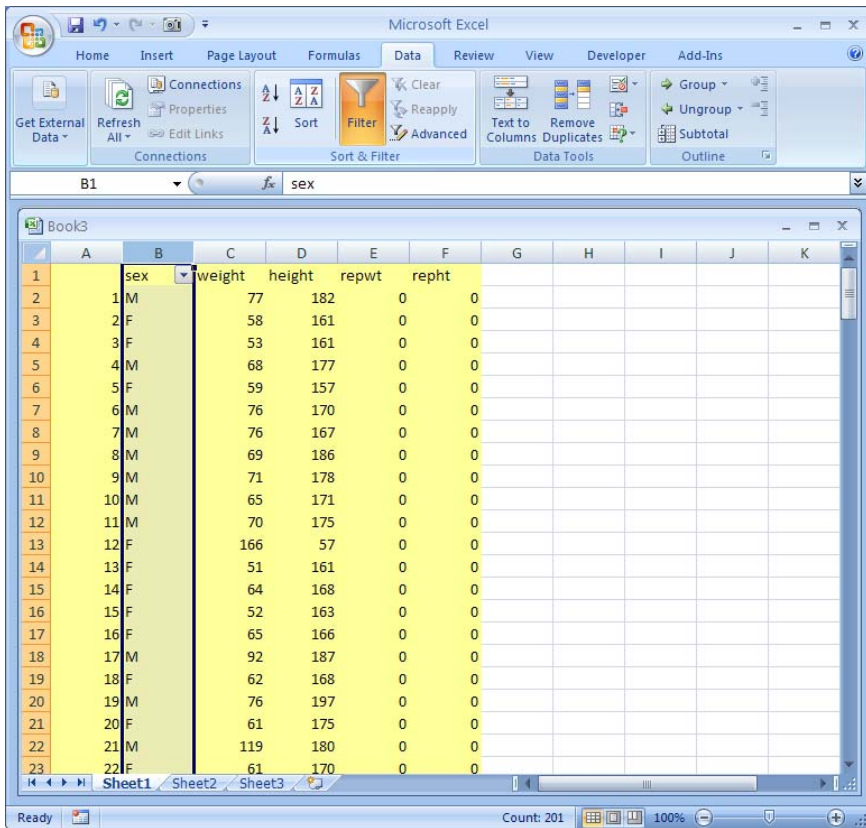 Microsoft Excel
Home Insert Page Layout Formulas Data Review View Developer Add-Ins
Get External Data
Refresh All
Connections
Properties
Edit Links
Connections
Sort
Filter
Clear
Reapply
Advanced
Sort & Filter
Text to Columns
Remove Duplicates
Data Tools
Group
Ungroup
Subtotal
Outline
B1 fx sex
Book3
A B C D E F G H I J K
1 sex weight height repwt repht
2 1 M 77 182 0 0
3 2 F 58 161 0 0
4 3 F 53 161 0 0
5 4 M 68 177 0 0
6 5 F 59 157 0 0
7 6 M 76 170 0 0
8 7 M 76 167 0 0
9 8 M 69 186 0 0
10 9 M 71 178 0 0
11 10 M 65 171 0 0
12 11 M 70 175 0 0
13 12 F 166 57 0 0
14 13 F 51 161 0 0
15 14 F 64 168 0 0
16 15 F 52 163 0 0
17 16 F 65 166 0 0
18 17 M 92 187 0 0
19 18 F 62 168 0 0
20 19 M 76 197 0 0
21 20 F 61 175 0 0
22 21 M 119 180 0 0
23 22 F 61 170 0 0
Sheet1 Sheet2 Sheet3
Ready Count: 201 100%